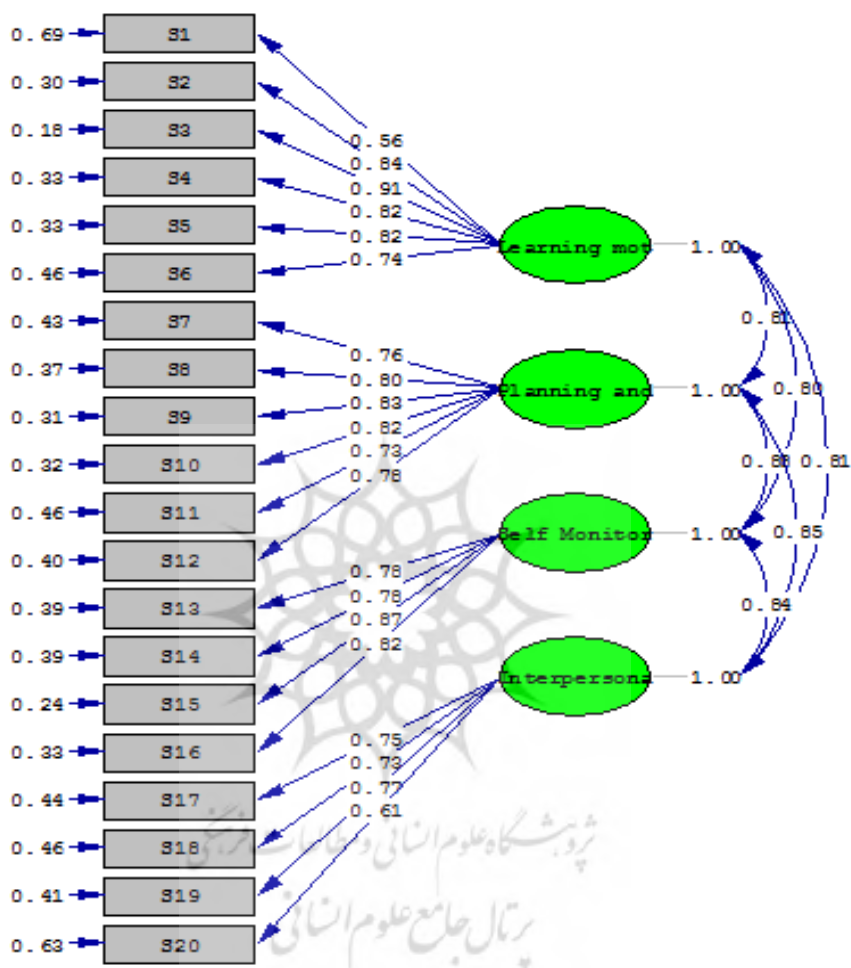 0.69 S1
0.30 S2
0.18 S3
0.33 S4
0.33 S5
0.46 S6
0.43 S7
0.37 S8
0.31 S9
0.32 S10
0.46 S11
0.40 S12
0.39 S13
0.39 S14
0.24 S15
0.33 S16
0.44 S17
0.46 S18
0.41 S19
0.63 S20
0.56
0.84
0.91
0.82
0.82
0.74
0.76
0.80
0.83
0.82
0.73
0.78
0.78
0.78
0.87
0.82
0.75
0.73
0.77
0.61
Learning mot 1.00
Planning and 1.00
Self Monitor 1.00
Interpersona 1.00
0.81
0.80
0.81
0.85
0.84
پژوهشگاه علوم انسانی و مطالعات فرهنگی
پرتال جامع علوم انسانی